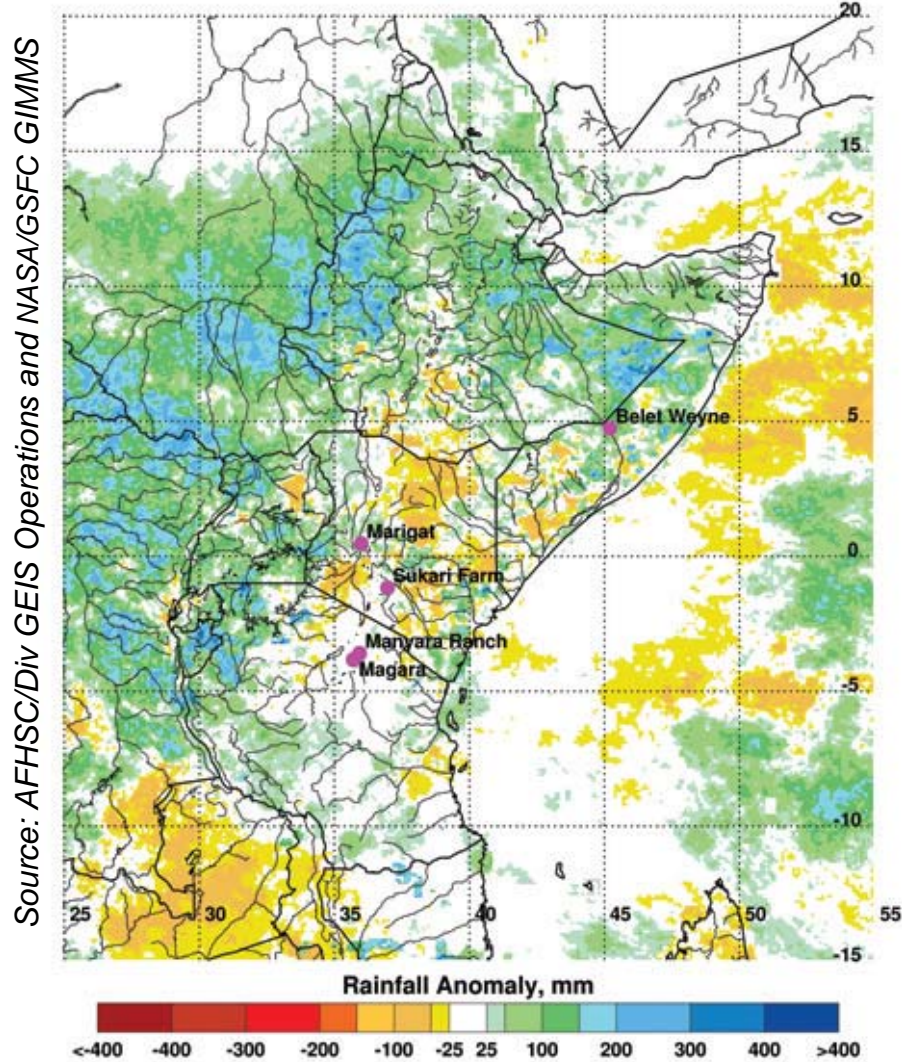 Source: AFHSC/Div GEIS Operations and NASA/GSFC GIMMS
20
15
10
Belet Weyne
5
Marigat
0
Sukari Farm
Manyara Ranch
Magara
-5
-10
25 30 35 40 45 50 55
-15
Rainfall Anomaly, mm
<-400 -400 -300 -200 -100 -25 25 100 200 300 400 >400